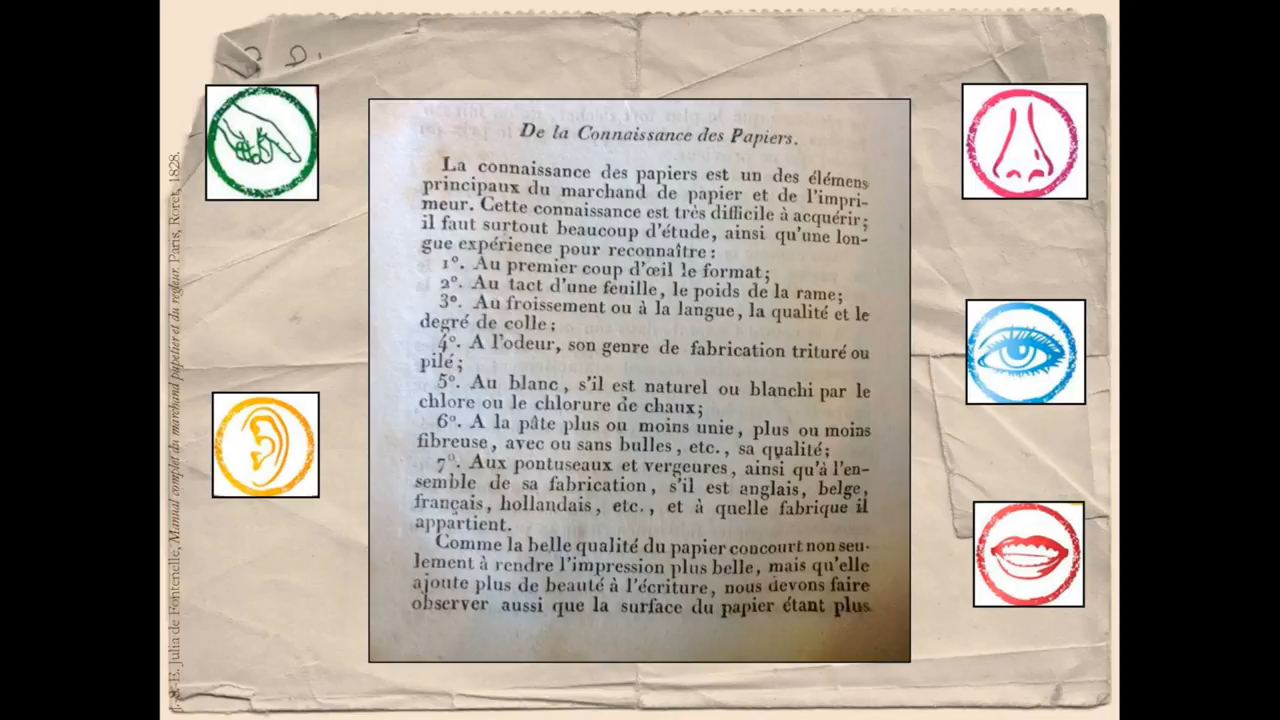 De la Connaissance des Papiers.
La connaissance des papiers est un des élémens
principaux du marchand de papier et de l'impri-
meur. Cette connaissance est très difficile à acquérir;
il faut surtout beaucoup d'étude, ainsi qu'une lon-
gue expérience pour reconnaître :
1º. Au premier coup d'œil le format;
2º. Au tact d'une feuille, le poids de la rame;
3º. Au froissement ou à la langue, la qualité et le
degré de colle;
4º. A l'odeur, son genre de fabrication trituré ou
pilé;
5º. Au blanc, s'il est naturel ou blanchi par le
chlore ou le chlorure de chaux;
6º. A la pâte plus ou moins unie, plus ou moins
fibreuse, avec ou sans bulles, etc., sa qualité;
7º. Aux pontuseaux et vergeures, ainsi qu'à l'en-
semble de sa fabrication, s'il est anglais, belge,
français, hollandais, etc., et à quelle fabrique il
appartient.
Comme la belle qualité du papier concourt non seu-
lement à rendre l'impression plus belle, mais qu'elle
ajoute plus de beauté à l'écriture, nous devons faire
observer aussi que la surface du papier étant plus
J.-S.-E. Julia de Fontenelle, Manual complet du marchand papetier et du regleur. Paris, Roret, 1828.